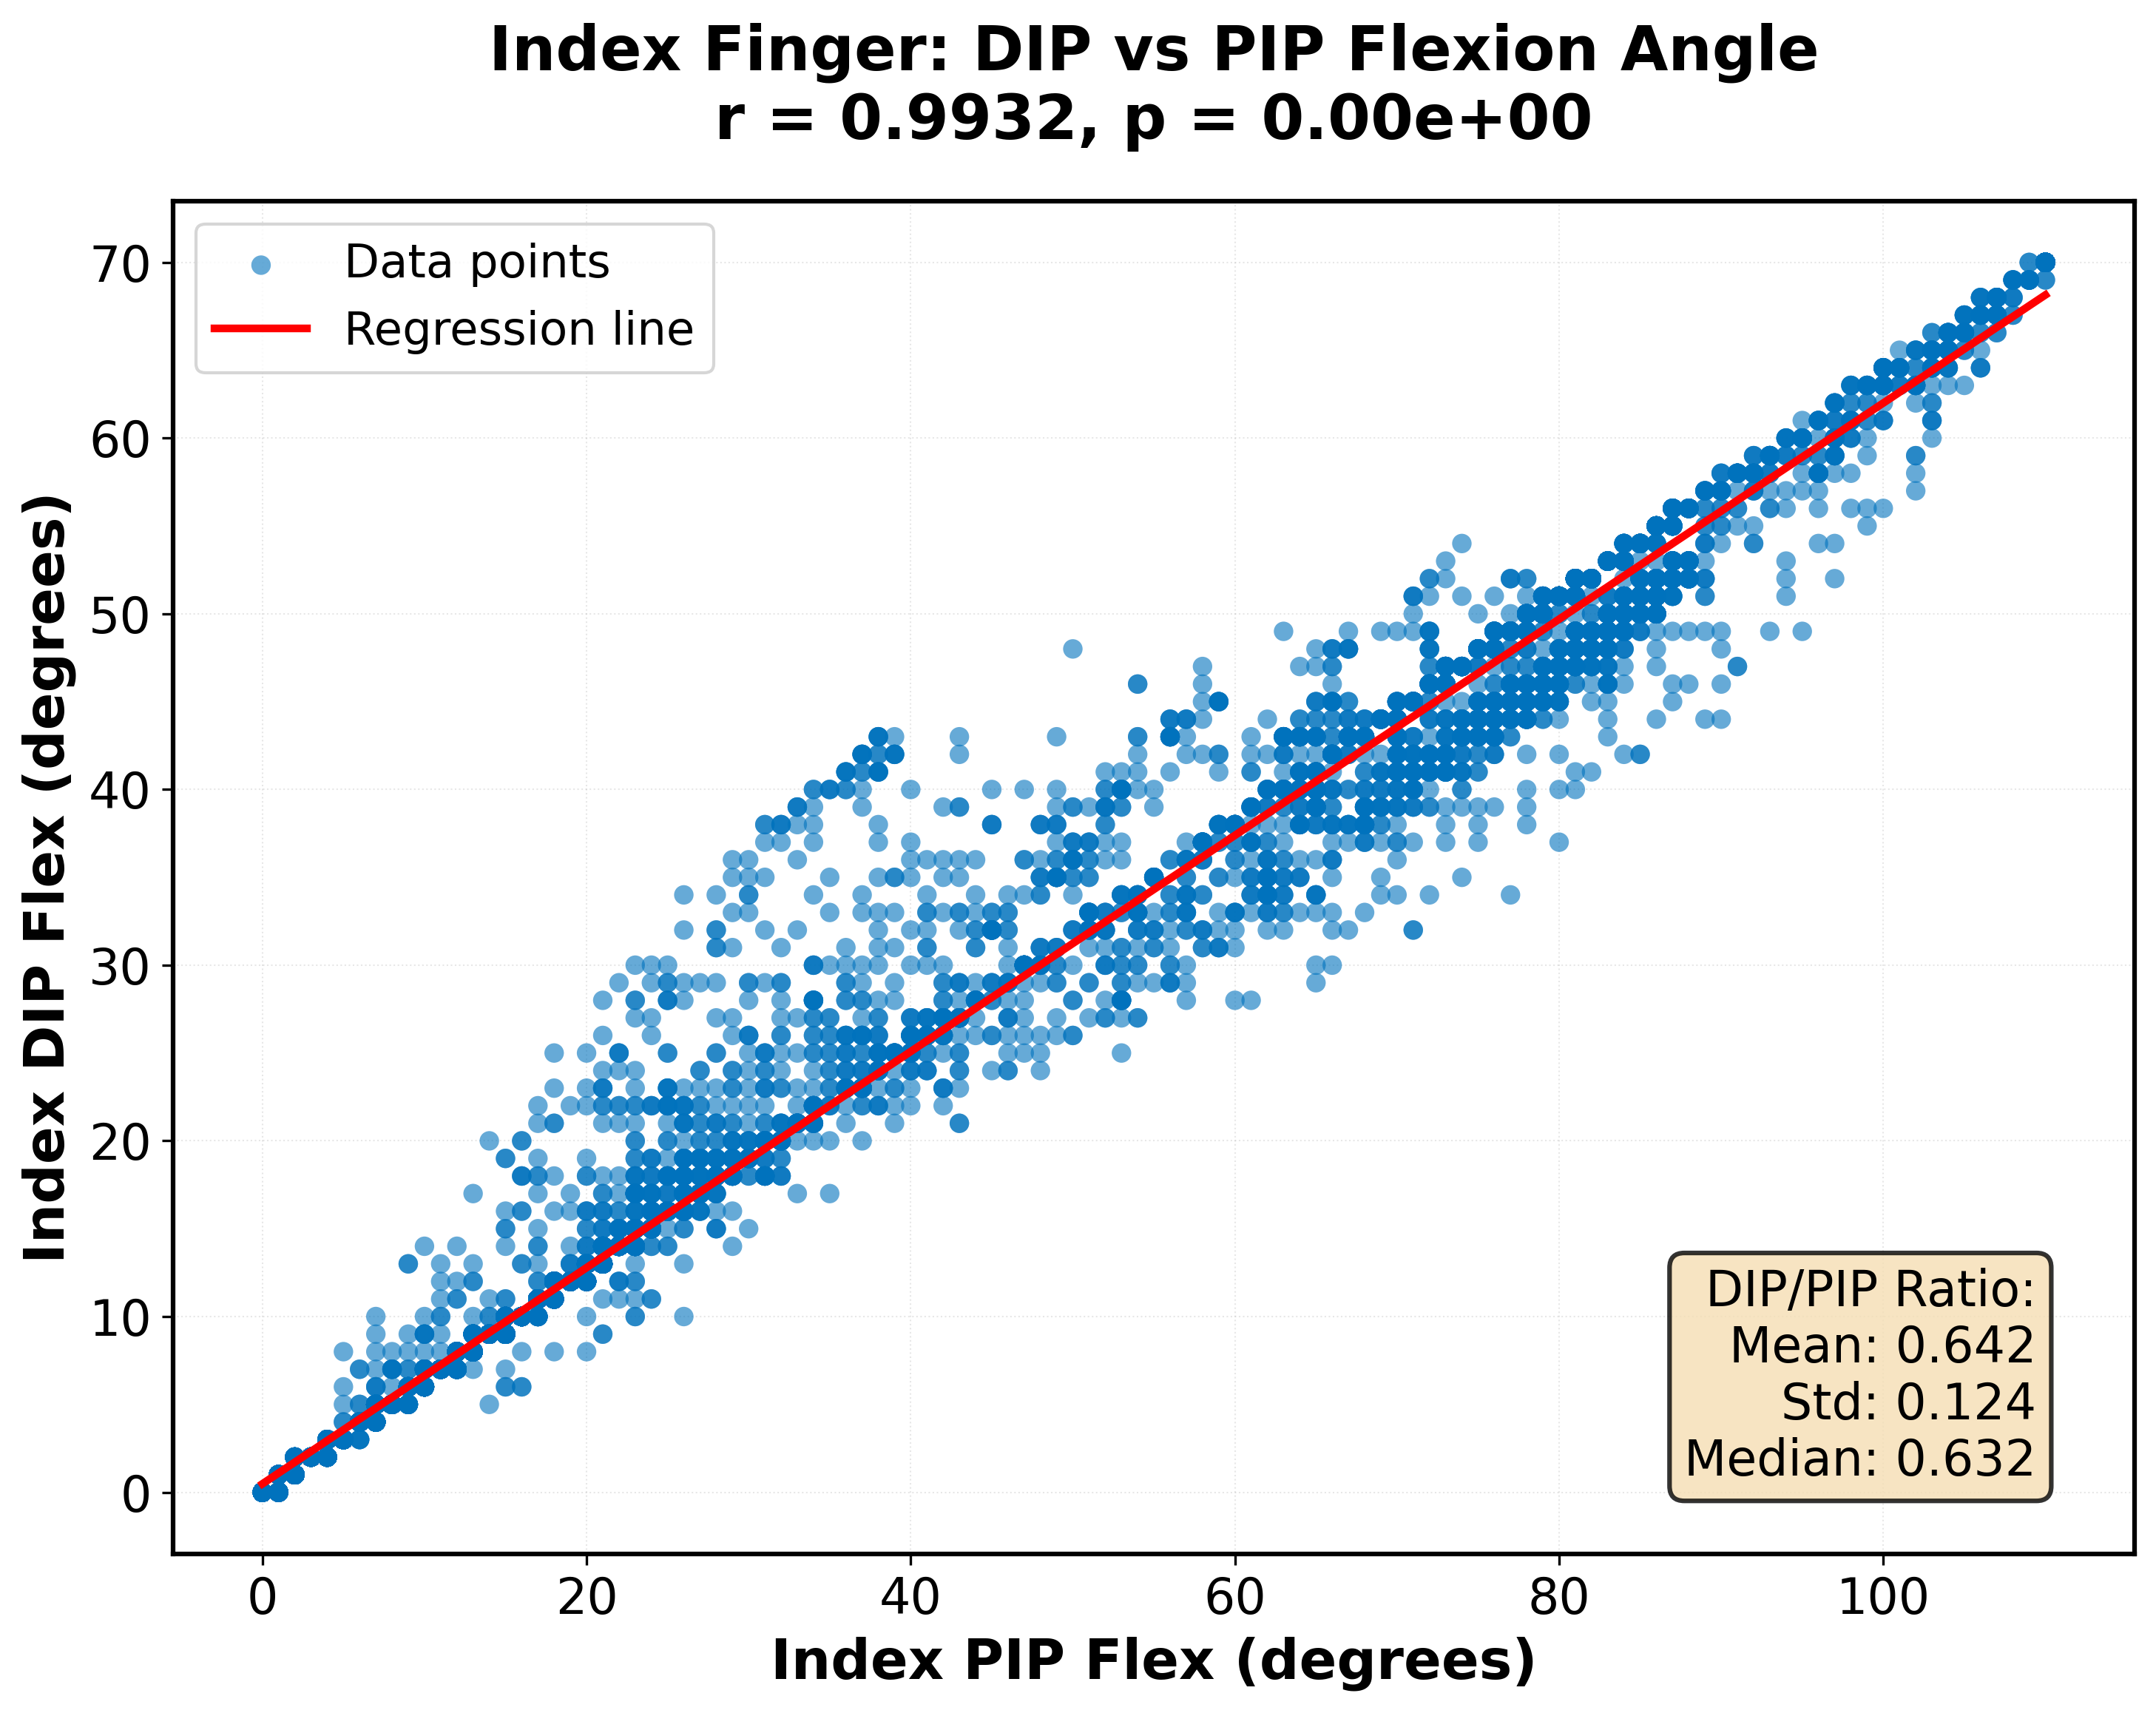 Index Finger: DIP vs PIP Flexion Angle
r = 0.9932, p = 0.00e+00
Data points
Regression line
Index DIP Flex (degrees)
70
60
50
40
30
20
10
0
DIP/PIP Ratio:
Mean: 0.642
Std: 0.124
Median: 0.632
0 20 40 60 80 100
Index PIP Flex (degrees)